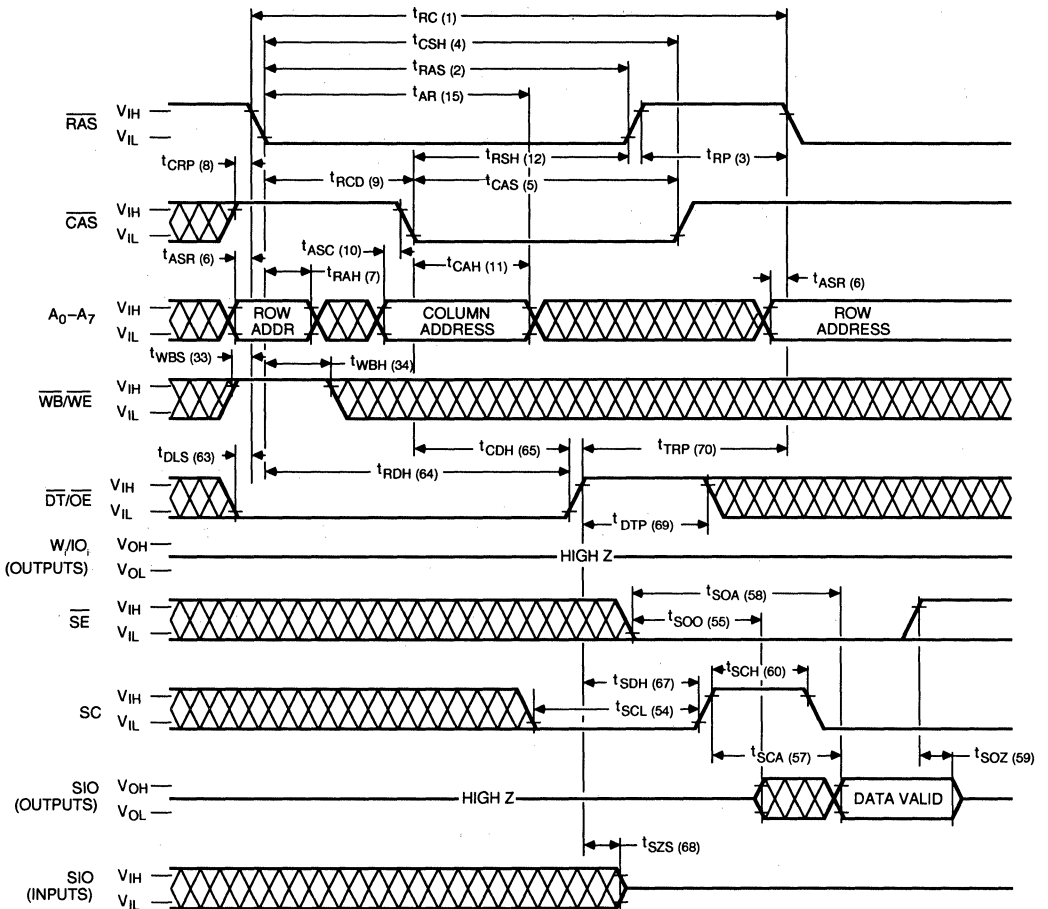 tRC (1)
tCSH (4)
tRAS (2)
tAR (15)
RAS
VIH
VIL
tCRP (8)
tRSH (12)
tRP (3)
tRCD (9)
tCAS (5)
CAS
VIH
VIL
tASC (10)
tASR (6)
tRAH (7)
tCAH (11)
tASR (6)
A0–A7
VIH
VIL
ROW
ADDR
COLUMN
ADDRESS
ROW
ADDRESS
tWBS (33)
tWBH (34)
WB/WE
VIH
VIL
tDLS (63)
tCDH (65)
tTRP (70)
tRDH (64)
DT/OE
VIH
VIL
tDTP (69)
Wi/IOi
(OUTPUTS)
VOH
VOL
HIGH Z
tSOA (58)
SE
VIH
VIL
tSOO (55)
tSCH (60)
tSDH (67)
SC
VIH
VIL
tSCL (54)
tSCA (57)
tSOZ (59)
SIO
(OUTPUTS)
VOH
VOL
HIGH Z
DATA VALID
tSZS (68)
SIO
(INPUTS)
VIH
VIL